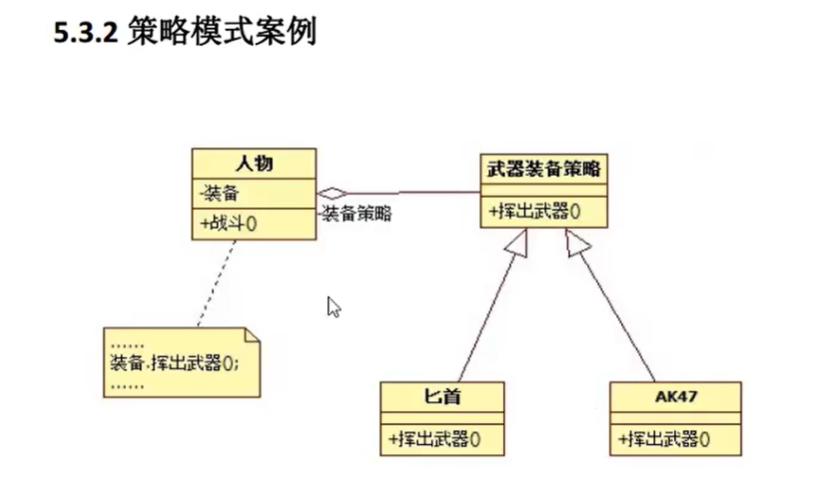 5.3.2 策略模式案例
人物
-装备
+战斗()
-装备策略
武器装备策略
+挥出武器()
......
装备.挥出武器();
......
匕首
+挥出武器()
AK47
+挥出武器()